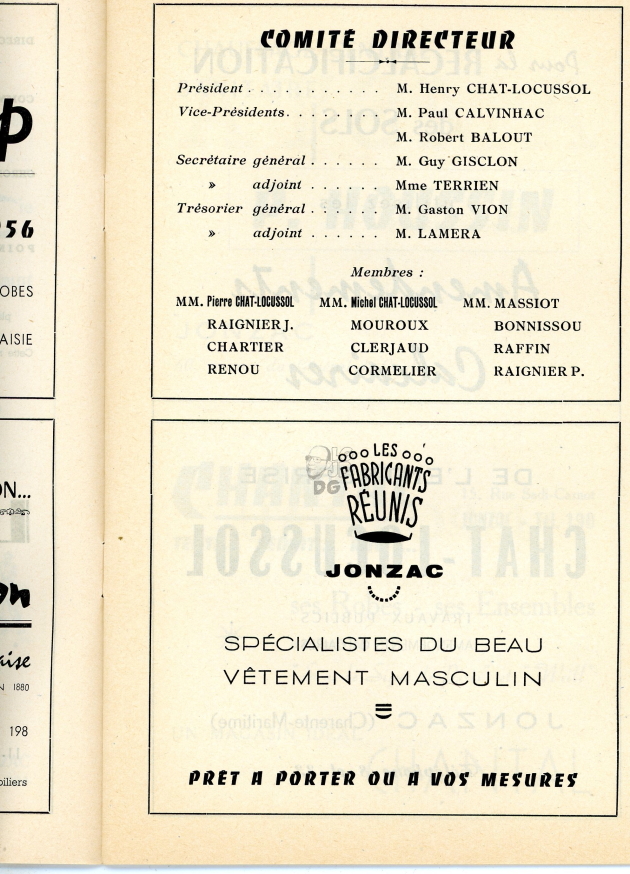 COMITÉ DIRECTEUR
Président . . . . . . . . . . . M. Henry CHAT-LOCUSSOL
Vice-Présidents . . . . . . . . M. Paul CALVINHAC
M. Robert BALOUT
Secrétaire général . . . . . . M. Guy GISCLON
» adjoint . . . . . . Mme TERRIEN
Trésorier général . . . . . . M. Gaston VION
» adjoint . . . . . . M. LAMERA
Membres :
MM. Pierre CHAT-LOCUSSOL MM. Michel CHAT-LOCUSSOL MM. MASSIOT
RAIGNIER J. MOUROUX BONNISSOU
CHARTIER CLERJAUD RAFFIN
RENOU CORMELIER RAIGNIER P.
LES
FABRICANTS
RÉUNIS
JONZAC
SPÉCIALISTES DU BEAU
VÊTEMENT MASCULIN
PRÊT A PORTER OU A VOS MESURES
p
956
OBES
AISIE
ON...
on
aise
N 1880
198
biliers